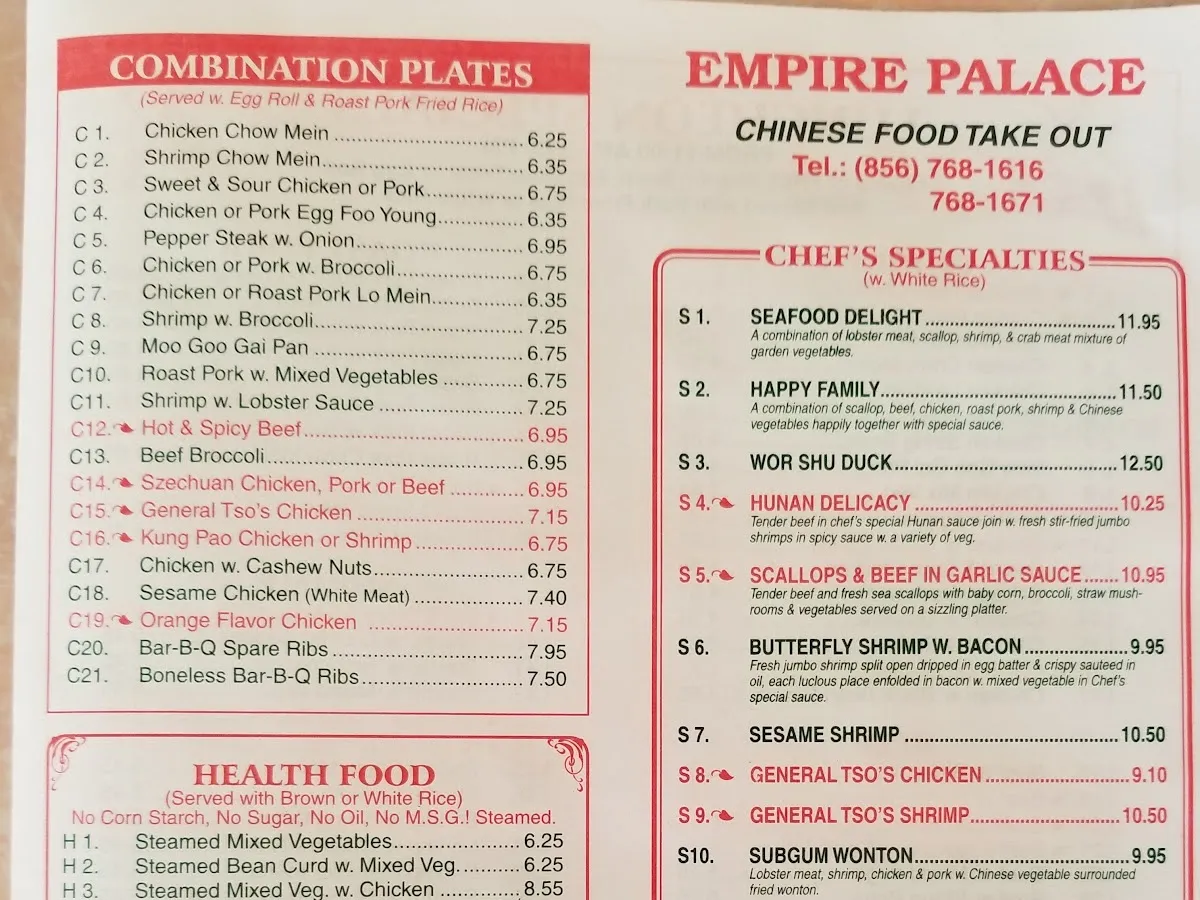 COMBINATION PLATES
(Served w. Egg Roll & Roast Pork Fried Rice)
C 1. Chicken Chow Mein 6.25
C 2. Shrimp Chow Mein 6.35
C 3. Sweet & Sour Chicken or Pork 6.75
C 4. Chicken or Pork Egg Foo Young 6.35
C 5. Pepper Steak w. Onion 6.95
C 6. Chicken or Pork w. Broccoli 6.75
C 7. Chicken or Roast Pork Lo Mein 6.35
C 8. Shrimp w. Broccoli 7.25
C 9. Moo Goo Gai Pan 6.75
C10. Roast Pork w. Mixed Vegetables 6.75
C11. Shrimp w. Lobster Sauce 7.25
C12. Hot & Spicy Beef 6.95
C13. Beef Broccoli 6.95
C14. Szechuan Chicken, Pork or Beef 6.95
C15. General Tso's Chicken 7.15
C16. Kung Pao Chicken or Shrimp 6.75
C17. Chicken w. Cashew Nuts 6.75
C18. Sesame Chicken (White Meat) 7.40
C19. Orange Flavor Chicken 7.15
C20. Bar-B-Q Spare Ribs 7.95
C21. Boneless Bar-B-Q Ribs 7.50
HEALTH FOOD
(Served with Brown or White Rice)
No Corn Starch, No Sugar, No Oil, No M.S.G.! Steamed.
H 1. Steamed Mixed Vegetables 6.25
H 2. Steamed Bean Curd w. Mixed Veg. 6.25
H 3. Steamed Mixed Veg. w. Chicken 8.55
EMPIRE PALACE
CHINESE FOOD TAKE OUT
Tel.: (856) 768-1616
768-1671
CHEF'S SPECIALTIES
(w. White Rice)
S 1. SEAFOOD DELIGHT 11.95
A combination of lobster meat, scallop, shrimp, & crab meat mixture of
garden vegetables.
S 2. HAPPY FAMILY 11.50
A combination of scallop, beef, chicken, roast pork, shrimp & Chinese
vegetables happily together with special sauce.
S 3. WOR SHU DUCK 12.50
S 4. HUNAN DELICACY 10.25
Tender beef in chef's special Hunan sauce join w. fresh stir-fried jumbo
shrimps in spicy sauce w. a variety of veg.
S 5. SCALLOPS & BEEF IN GARLIC SAUCE 10.95
Tender beef and fresh sea scallops with baby corn, broccoli, straw mush-
rooms & vegetables served on a sizzling platter.
S 6. BUTTERFLY SHRIMP W. BACON 9.95
Fresh jumbo shrimp split open dripped in egg batter & crispy sauteed in
oil, each luclous place enfolded in bacon w. mixed vegetable in Chef's
special sauce.
S 7. SESAME SHRIMP 10.50
S 8. GENERAL TSO'S CHICKEN 9.10
S 9. GENERAL TSO'S SHRIMP 10.50
S10. SUBGUM WONTON 9.95
Lobster meat, shrimp, chicken & pork w. Chinese vegetable surrounded
fried wonton.